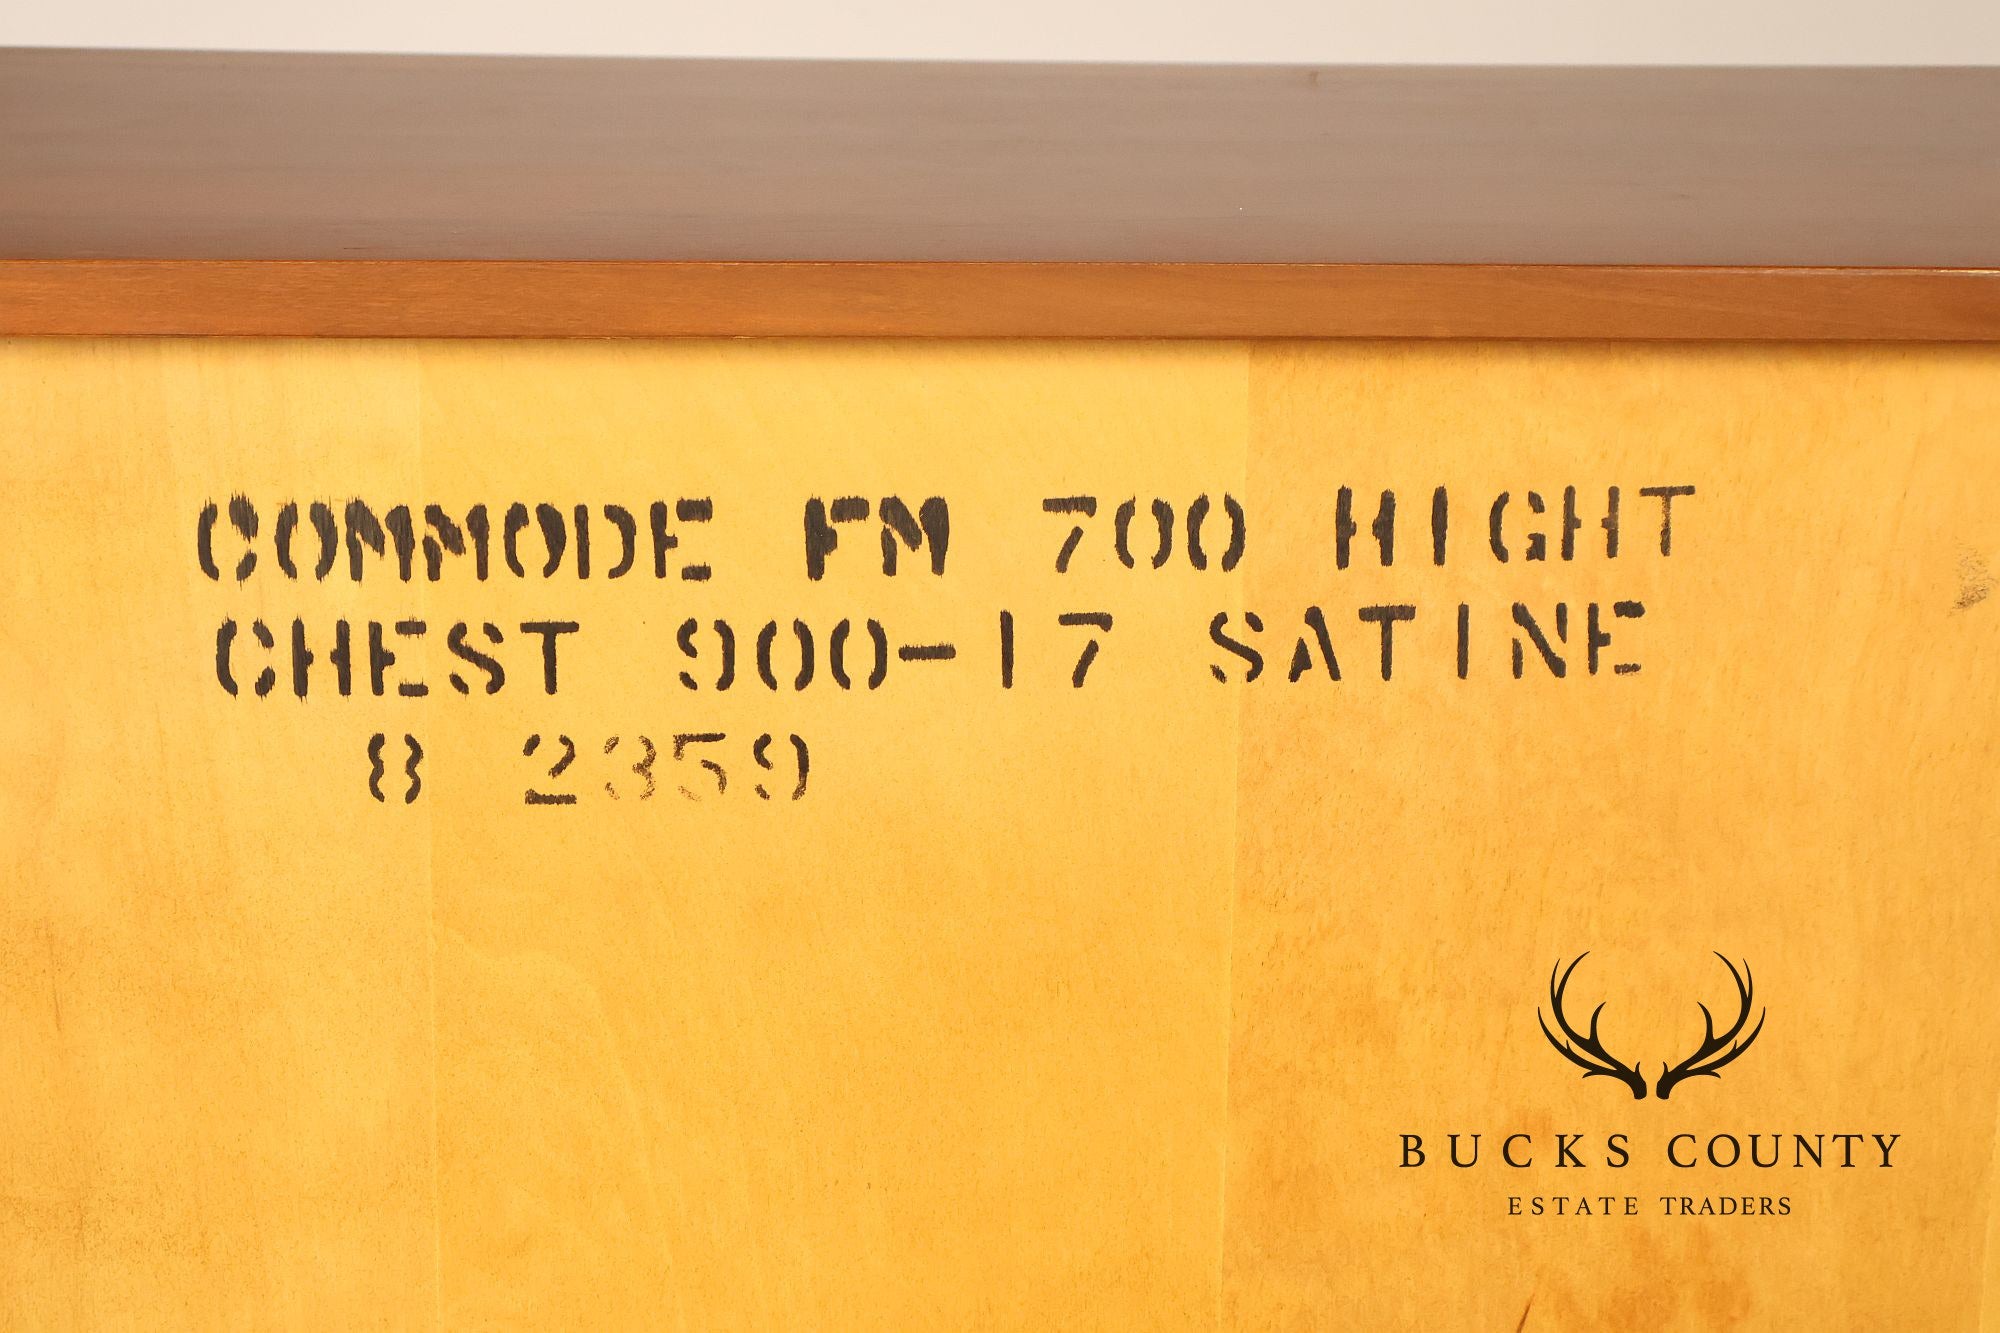 COMMODE FM 700 HIGHT
CHEST 900-17 SATINE
8 2359
BUCKS COUNTY
ESTATE TRADERS